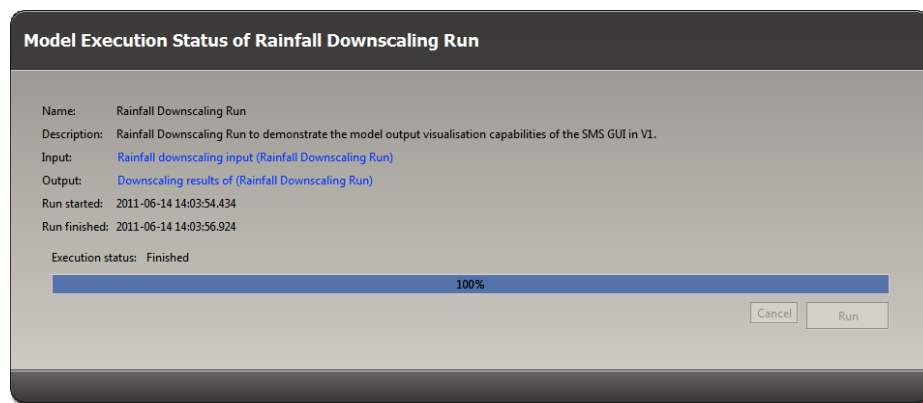 Model Execution Status of Rainfall Downscaling Run
Name: Rainfall Downscaling Run
Description: Rainfall Downscaling Run to demonstrate the model output visualisation capabilities of the SMS GUI in V1.
Input: Rainfall downscaling input (Rainfall Downscaling Run)
Output: Downscaling results of (Rainfall Downscaling Run)
Run started: 2011-06-14 14:03:54.434
Run finished: 2011-06-14 14:03:56.924
Execution status: Finished
100%
Cancel Run